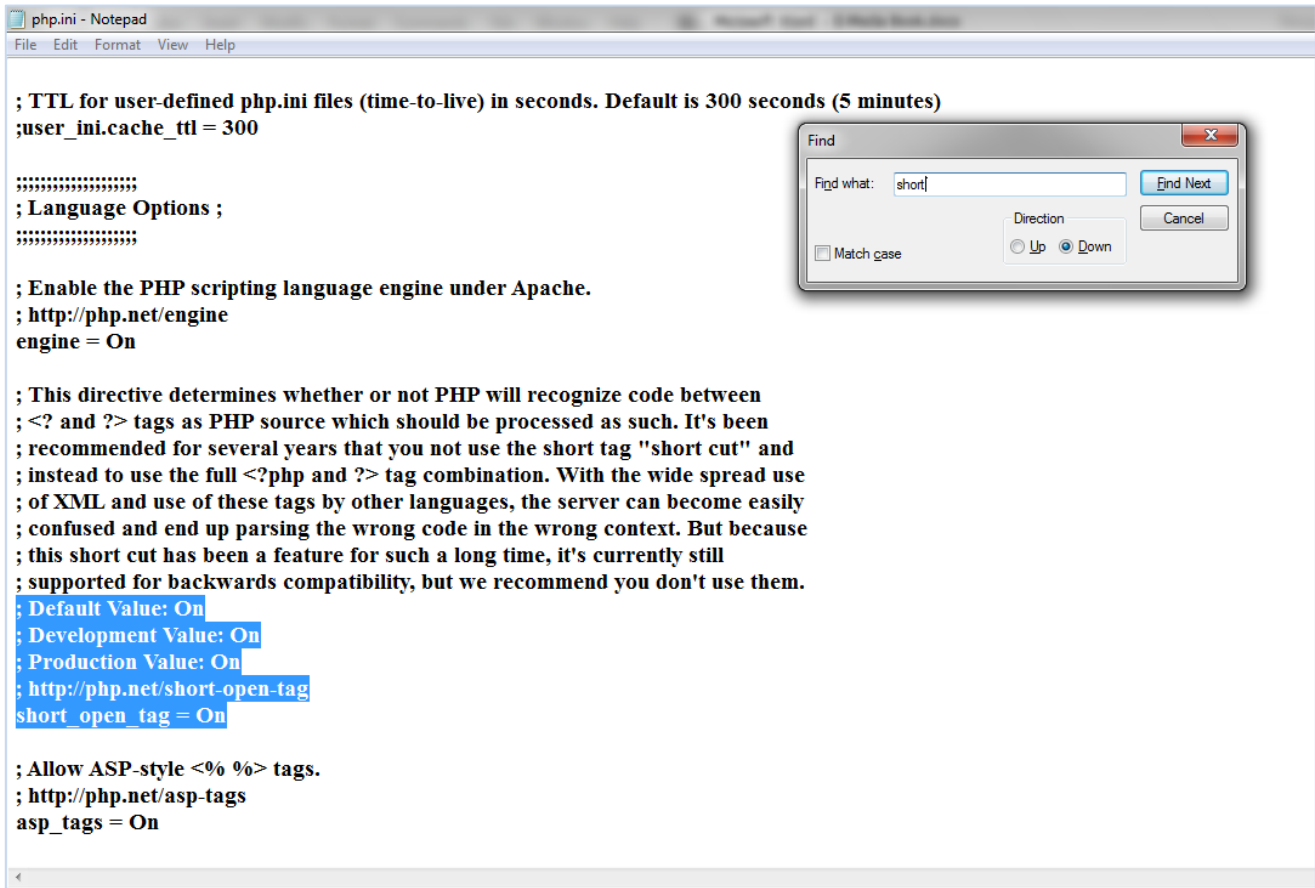 php.ini - Notepad
File Edit Format View Help
; TTL for user-defined php.ini files (time-to-live) in seconds. Default is 300 seconds (5 minutes)
;user_ini.cache_ttl = 300
;;;;;;;;;;;;;;;;;;;;
; Language Options ;
;;;;;;;;;;;;;;;;;;;;
; Enable the PHP scripting language engine under Apache.
; http://php.net/engine
engine = On
; This directive determines whether or not PHP will recognize code between
; <? and ?> tags as PHP source which should be processed as such. It's been
; recommended for several years that you not use the short tag "short cut" and
; instead to use the full <?php and ?> tag combination. With the wide spread use
; of XML and use of these tags by other languages, the server can become easily
; confused and end up parsing the wrong code in the wrong context. But because
; this short cut has been a feature for such a long time, it's currently still
; supported for backwards compatibility, but we recommend you don't use them.
; Default Value: On
; Development Value: On
; Production Value: On
; http://php.net/short-open-tag
short_open_tag = On
; Allow ASP-style <% %> tags.
; http://php.net/asp-tags
asp_tags = On
Find
Find what: short Find Next
Direction Cancel
Match case Up Down